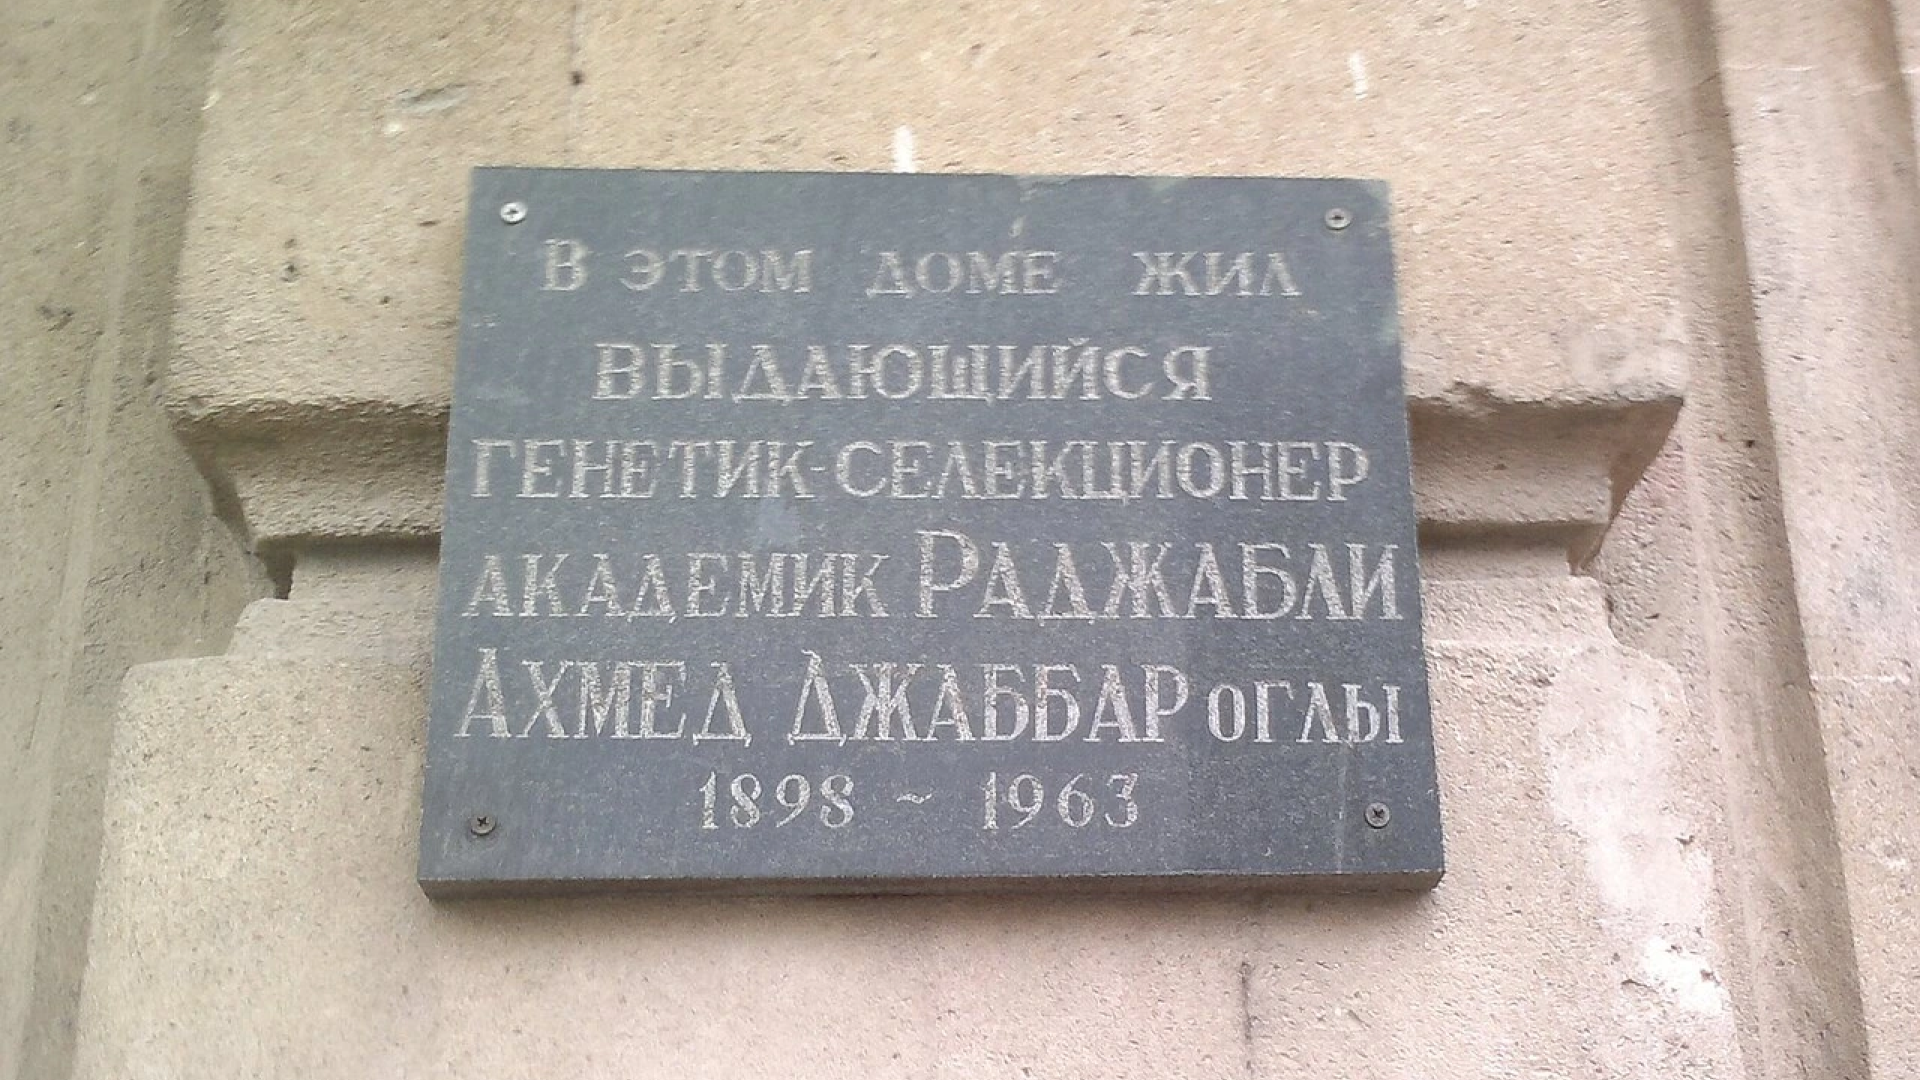 В ЭТОМ ДОМЕ ЖИЛ
ВЫДАЮЩИЙСЯ
ГЕНЕТИК-СЕЛЕКЦИОНЕР
АКАДЕМИК РАДЖАБЛИ
АХМЕД ДЖАББАР ОГЛЫ
1898 ~ 1963